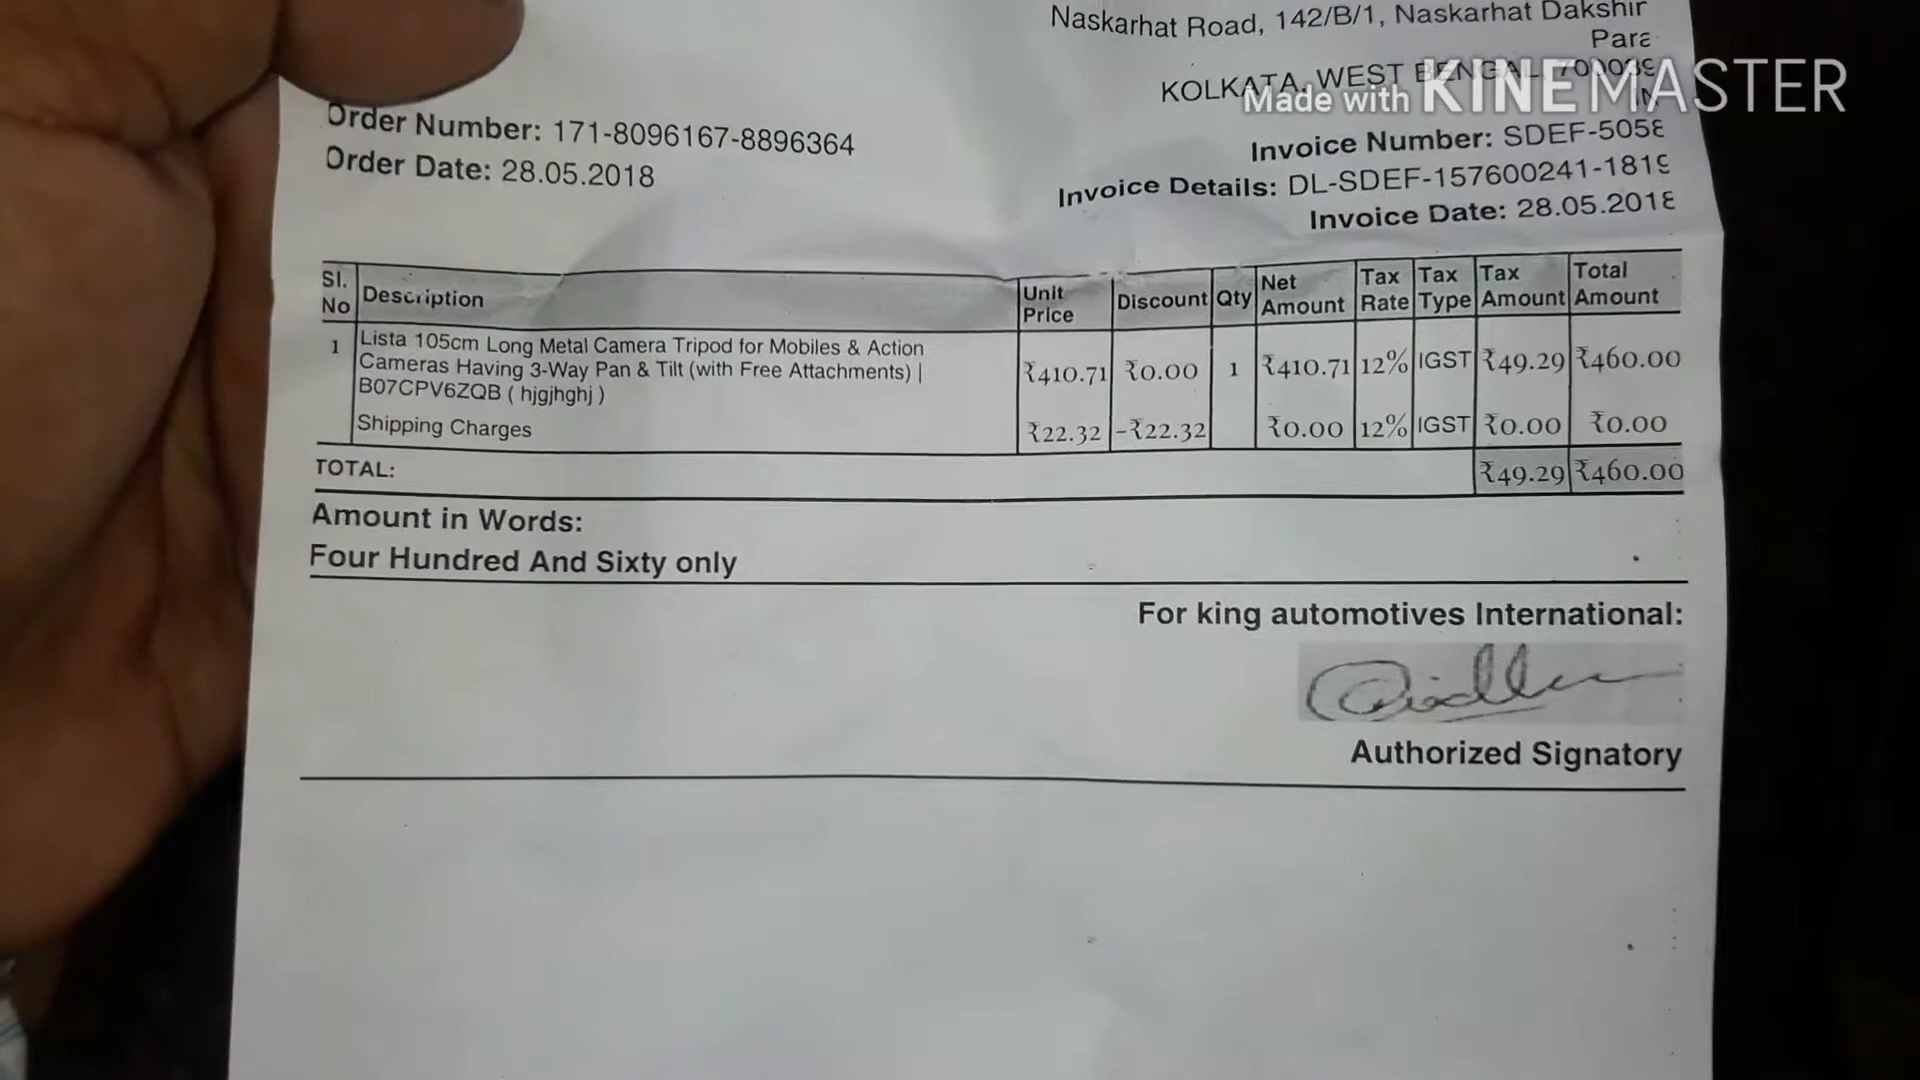 Naskarhat Road, 142/B/1, Naskarhat Dakshin
Para
KOLKATA, WEST BENGAL, 700039
IN
Made with KINEMASTER
Order Number: 171-8096167-8896364
Order Date: 28.05.2018
Invoice Number: SDEF-5058
Invoice Details: DL-SDEF-157600241-1819
Invoice Date: 28.05.2018
Sl. No Description Unit Price Discount Qty Net Amount Tax Rate Tax Type Tax Amount Total Amount
1 Lista 105cm Long Metal Camera Tripod for Mobiles & Action
Cameras Having 3-Way Pan & Tilt (with Free Attachments) |
B07CPV6ZQB ( hjgjhghj )
₹410.71 ₹0.00 1 ₹410.71 12% IGST ₹49.29 ₹460.00
Shipping Charges ₹22.32 -₹22.32 ₹0.00 12% IGST ₹0.00 ₹0.00
TOTAL: ₹49.29 ₹460.00
Amount in Words:
Four Hundred And Sixty only
For king automotives International:
Authorized Signatory